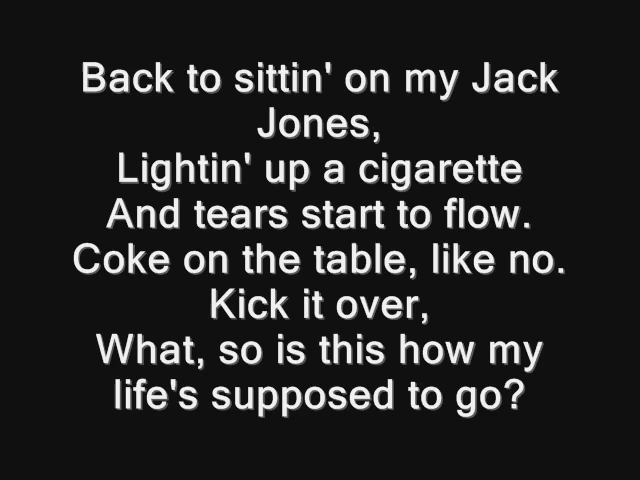 Back to sittin' on my Jack
Jones,
Lightin' up a cigarette
And tears start to flow.
Coke on the table, like no.
Kick it over,
What, so is this how my
life's supposed to go?